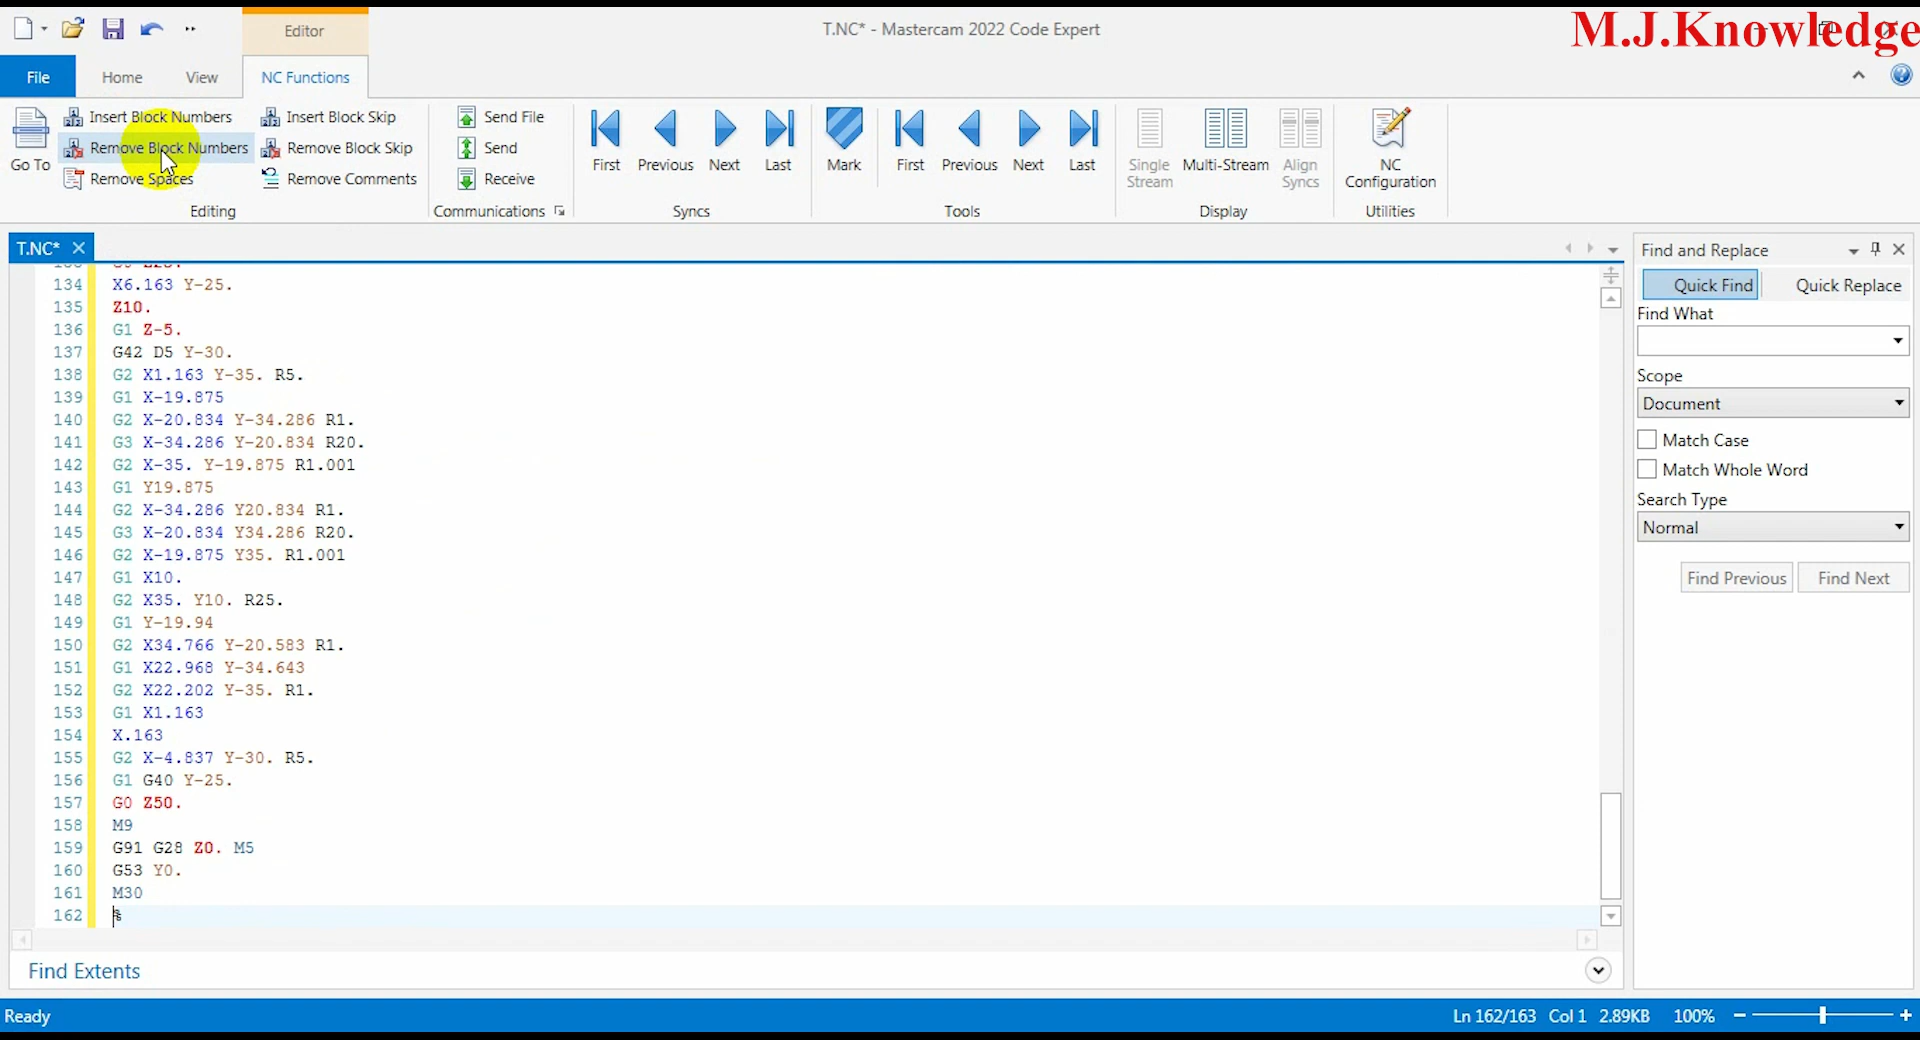 Editor
T.NC* - Mastercam 2022 Code Expert
M.J.Knowledge
File
Home
View
NC Functions
Go To
Insert Block Numbers
Remove Block Numbers
Remove Spaces
Insert Block Skip
Remove Block Skip
Remove Comments
Editing
Send File
Send
Receive
Communications
First
Previous
Next
Last
Syncs
Mark
First
Previous
Next
Last
Tools
Single Stream
Multi-Stream
Align Syncs
Display
NC Configuration
Utilities
T.NC*
134 X6.163 Y-25.
135 Z10.
136 G1 Z-5.
137 G42 D5 Y-30.
138 G2 X1.163 Y-35. R5.
139 G1 X-19.875
140 G2 X-20.834 Y-34.286 R1.
141 G3 X-34.286 Y-20.834 R20.
142 G2 X-35. Y-19.875 R1.001
143 G1 Y19.875
144 G2 X-34.286 Y20.834 R1.
145 G3 X-20.834 Y34.286 R20.
146 G2 X-19.875 Y35. R1.001
147 G1 X10.
148 G2 X35. Y10. R25.
149 G1 Y-19.94
150 G2 X34.766 Y-20.583 R1.
151 G1 X22.968 Y-34.643
152 G2 X22.202 Y-35. R1.
153 G1 X1.163
154 X.163
155 G2 X-4.837 Y-30. R5.
156 G1 G40 Y-25.
157 G0 Z50.
158 M9
159 G91 G28 Z0. M5
160 G53 Y0.
161 M30
162 %
Find Extents
Find and Replace
Quick Find
Quick Replace
Find What
Scope
Document
Match Case
Match Whole Word
Search Type
Normal
Find Previous
Find Next
Ready
Ln 162/163 Col 1 2.89KB 100%